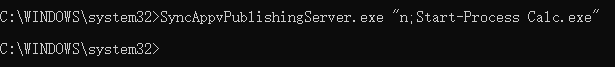 C:\WINDOWS\system32>SyncAppvPublishingServer.exe "n;Start-Process Calc.exe"
C:\WINDOWS\system32>